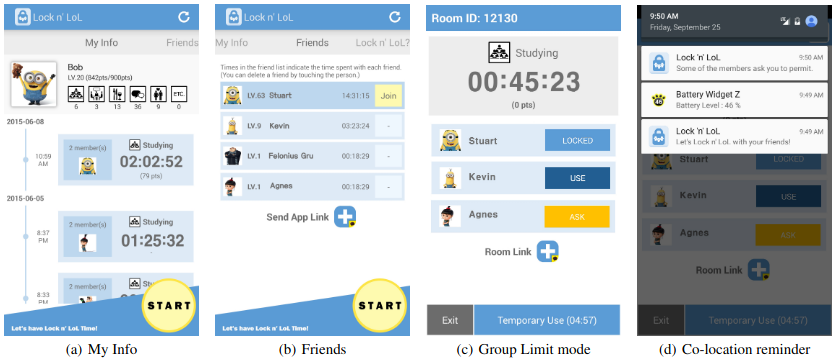 Lock n' LoL
My Info
Friends
Bob
LV.20 (842pts/900pts)
ETC.
6 3 13 36 9 0
2015-06-08
10:59 AM
2 member(s)
Studying
02:02:52
(79 pts)
2015-06-05
8:37 PM
2 member(s)
Studying
01:25:32
-
8:33 PM
2 member(s)
START
Let's have Lock n' LoL Time!
(a) My Info
Lock n' LoL
My Info
Friends
Lock n' LoL?
Times in the friend list indicate the time spent with each friend.
(You can delete a friend by touching the person.)
LV.63 Stuart 14:31:15 Join
LV.9 Kevin 03:23:24 -
LV.1 Felonius Gru 00:18:29 -
LV.1 Agnes 00:18:29 -
Send App Link
START
Let's have Lock n' LoL Time!
(b) Friends
Room ID: 12130
Studying
00:45:23
(0 pts)
Stuart LOCKED
Kevin USE
Agnes ASK
Room Link
Exit
Temporary Use (04:57)
(c) Group Limit mode
9:50 AM
Friday, September 25
Lock 'n' LoL 9:50 AM
Some of the members ask you to permit.
Battery Widget Z 9:49 AM
Battery Level : 46 %
Lock 'n' LoL 9:49 AM
Let's Lock n' LoL with your friends!
Stuart LOCKED
Kevin USE
Agnes ASK
Room Link
Exit
Temporary Use (04:57)
(d) Co-location reminder